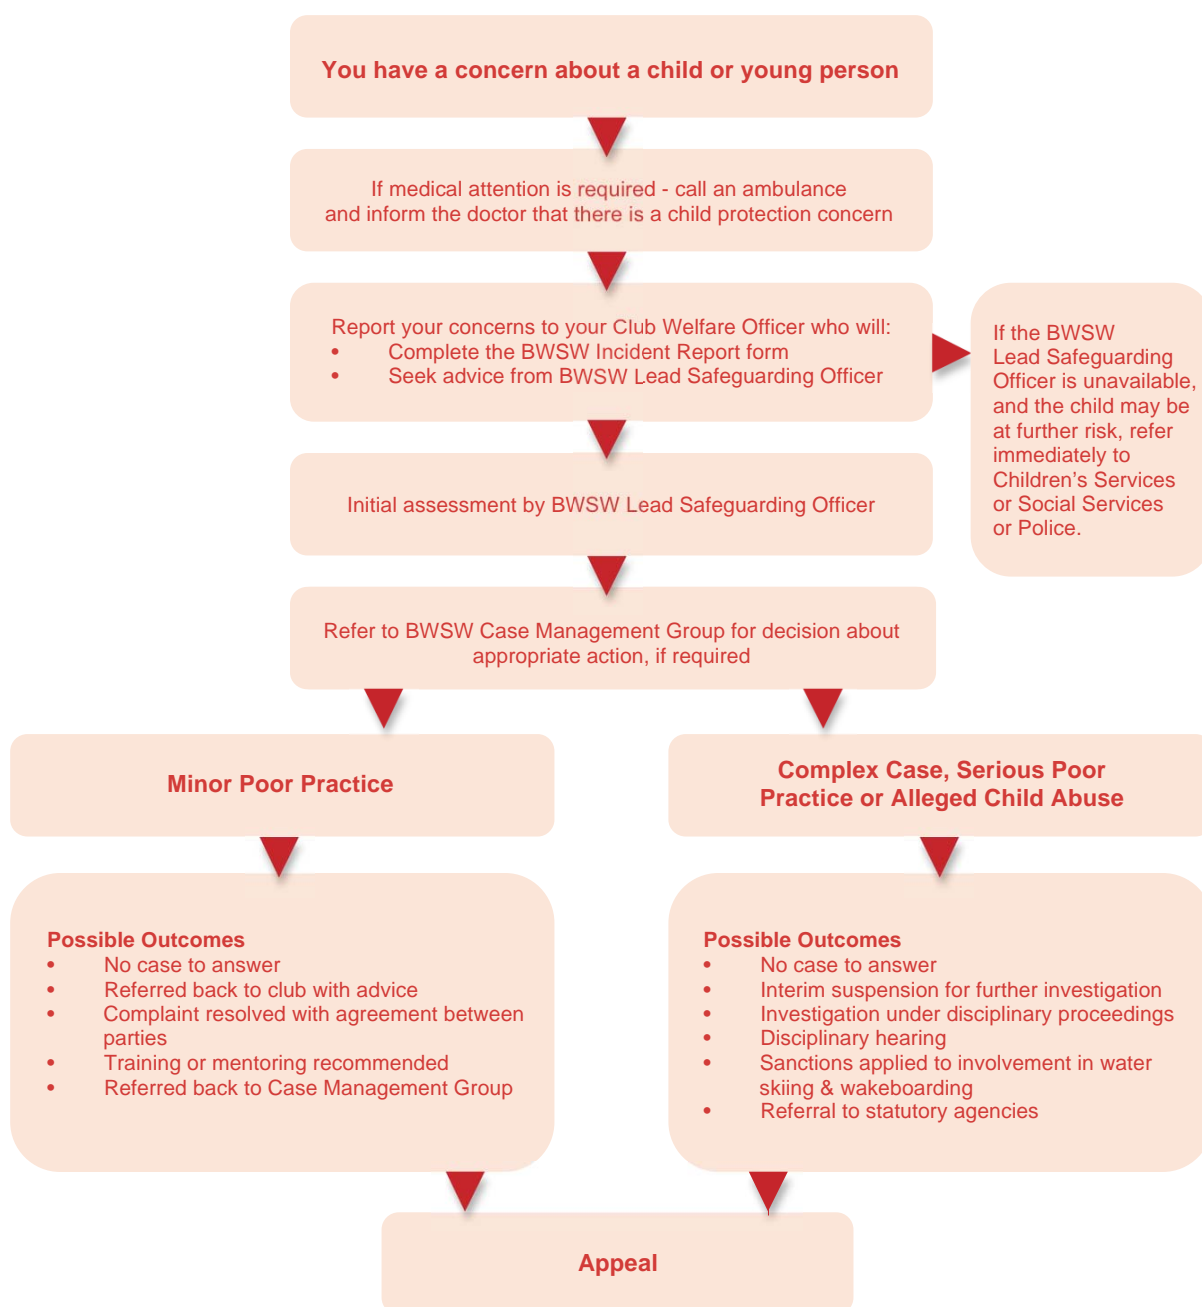 You have a concern about a child or young person
If medical attention is required - call an ambulance
and inform the doctor that there is a child protection concern
Report your concerns to your Club Welfare Officer who will:
• Complete the BWSW Incident Report form
• Seek advice from BWSW Lead Safeguarding Officer
If the BWSW
Lead Safeguarding
Officer is unavailable,
and the child may be
at further risk, refer
immediately to
Children’s Services
or Social Services
or Police.
Initial assessment by BWSW Lead Safeguarding Officer
Refer to BWSW Case Management Group for decision about
appropriate action, if required
Minor Poor Practice
Complex Case, Serious Poor
Practice or Alleged Child Abuse
Possible Outcomes
• No case to answer
• Referred back to club with advice
• Complaint resolved with agreement between
parties
• Training or mentoring recommended
• Referred back to Case Management Group
Possible Outcomes
• No case to answer
• Interim suspension for further investigation
• Investigation under disciplinary proceedings
• Disciplinary hearing
• Sanctions applied to involvement in water
skiing & wakeboarding
• Referral to statutory agencies
Appeal